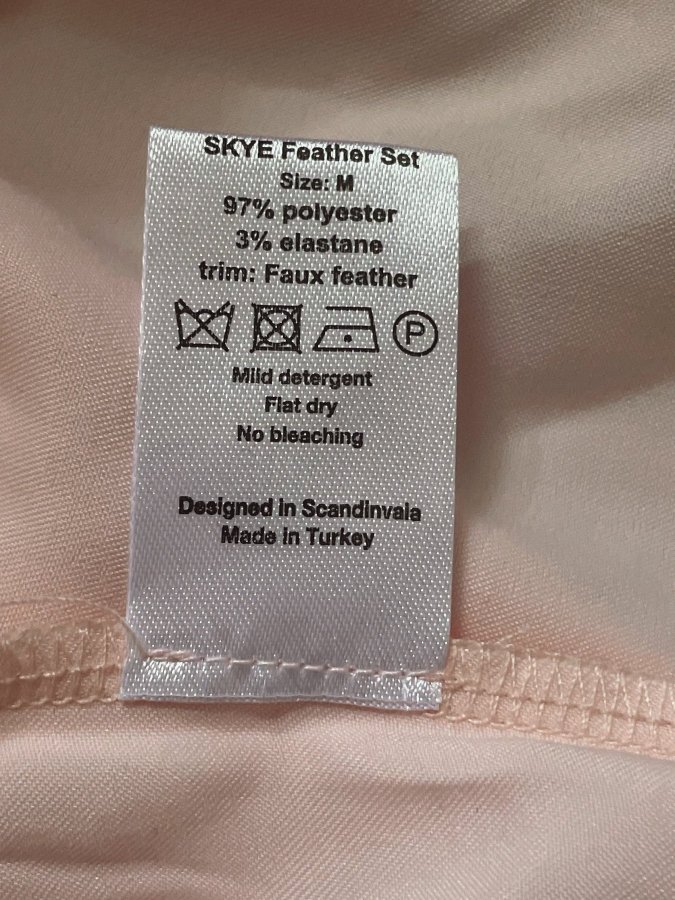 SKYE Feather Set
Size: M
97% polyester
3% elastane
trim: Faux feather
P
Mild detergent
Flat dry
No bleaching
Designed in Scandinvala
Made in Turkey